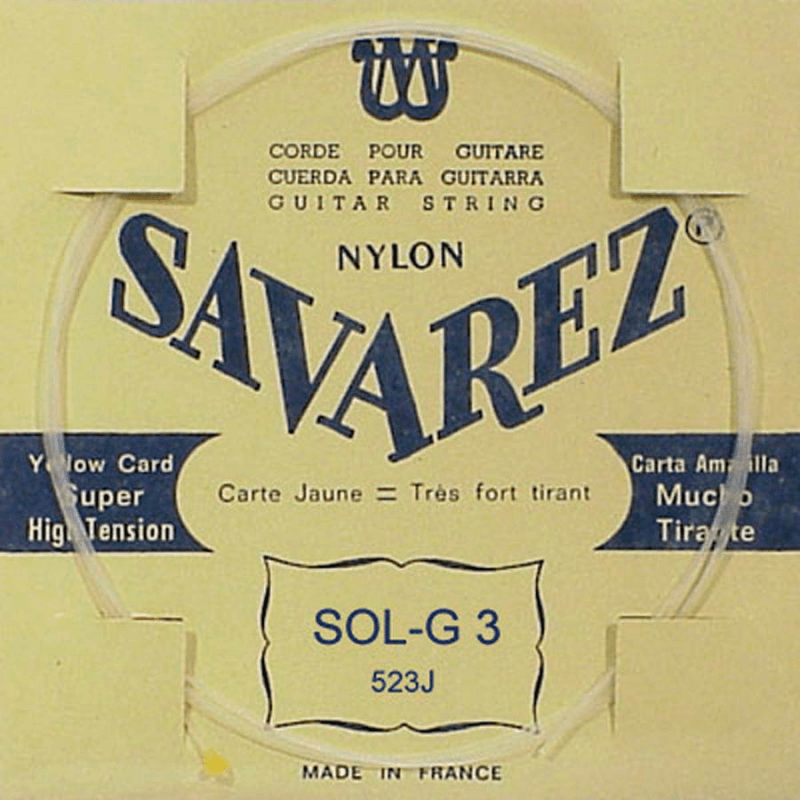 CORDE POUR GUITARE
CUERDA PARA GUITARRA
GUITAR STRING
NYLON
SAVAREZ®
Yellow Card
Super
High Tension
Carte Jaune = Très fort tirant
Carta Amarilla
Mucho
Tirante
SOL-G 3
523J
MADE IN FRANCE